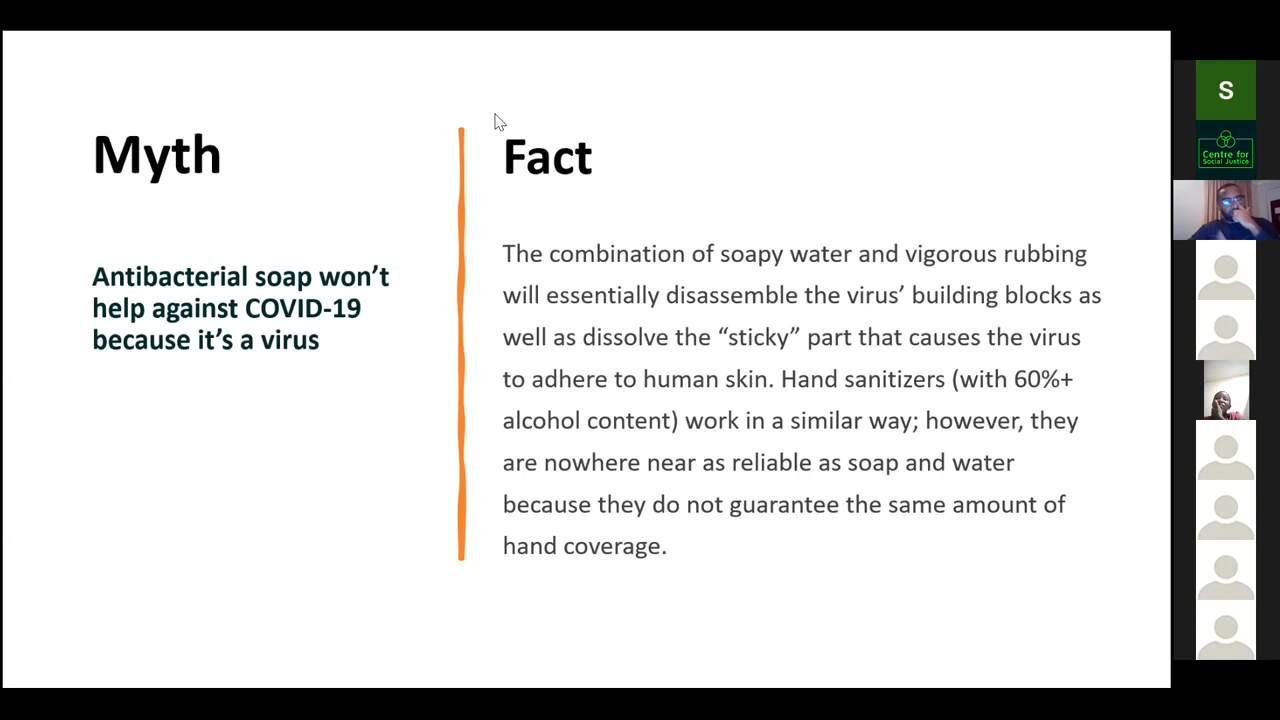 Myth
Antibacterial soap won’t
help against COVID-19
because it’s a virus
Fact
The combination of soapy water and vigorous rubbing
will essentially disassemble the virus’ building blocks as
well as dissolve the “sticky” part that causes the virus
to adhere to human skin. Hand sanitizers (with 60%+
alcohol content) work in a similar way; however, they
are nowhere near as reliable as soap and water
because they do not guarantee the same amount of
hand coverage.
S
Centre for
Social Justice